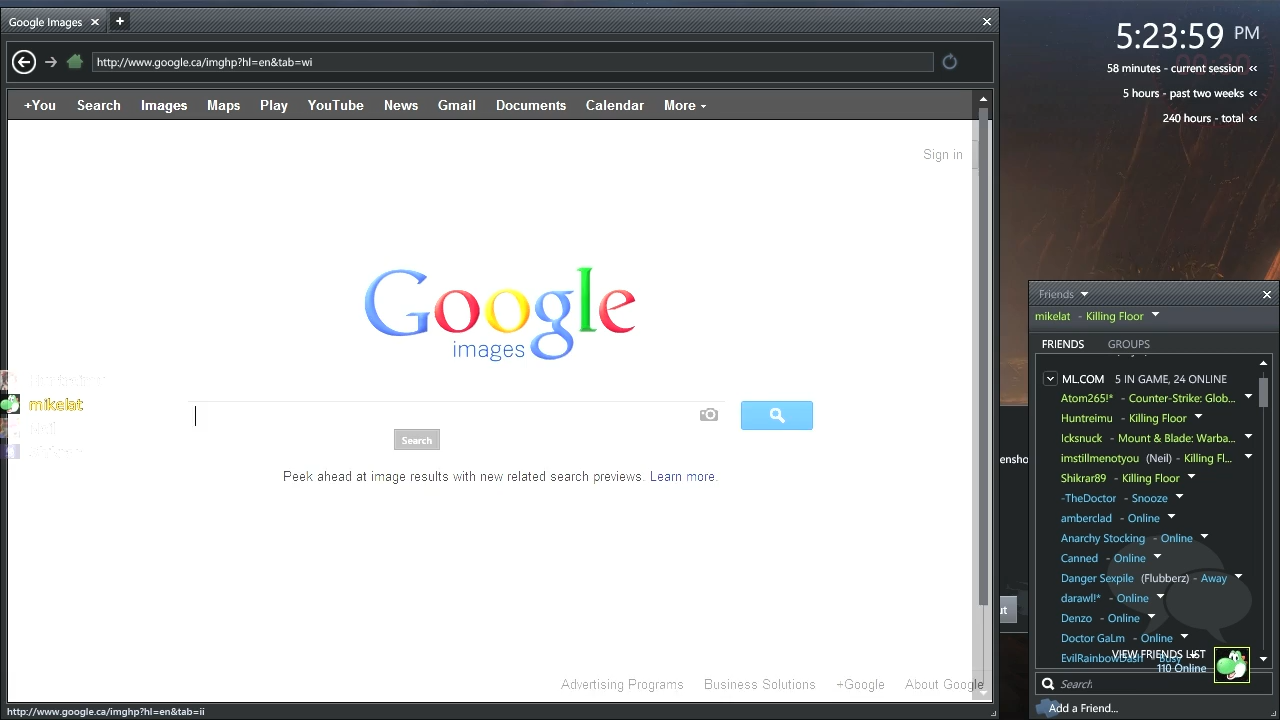 Google Images
http://www.google.ca/imghp?hl=en&tab=wi
+You Search Images Maps Play YouTube News Gmail Documents Calendar More
Sign in
Google
images
mikelat
Search
Peek ahead at image results with new related search previews. Learn more.
Advertising Programs Business Solutions +Google About Google
http://www.google.ca/imghp?hl=en&tab=ii
5:23:59 PM
58 minutes - current session
5 hours - past two weeks
240 hours - total
Friends
mikelat - Killing Floor
FRIENDS GROUPS
ML.COM 5 IN GAME, 24 ONLINE
Atom265!* - Counter-Strike: Glob...
Huntreimu - Killing Floor
Icksnuck - Mount & Blade: Warba...
imstillmenotyou (Neil) - Killing Fl...
Shikrar89 - Killing Floor
-TheDoctor - Snooze
amberclad - Online
Anarchy Stocking - Online
Canned - Online
Danger Sexpile (Flubberz) - Away
darawl!* - Online
Denzo - Online
Doctor GaLm - Online
EvilRainbowDash - Busy
VIEW FRIENDS LIST
110 Online
Search
Add a Friend...